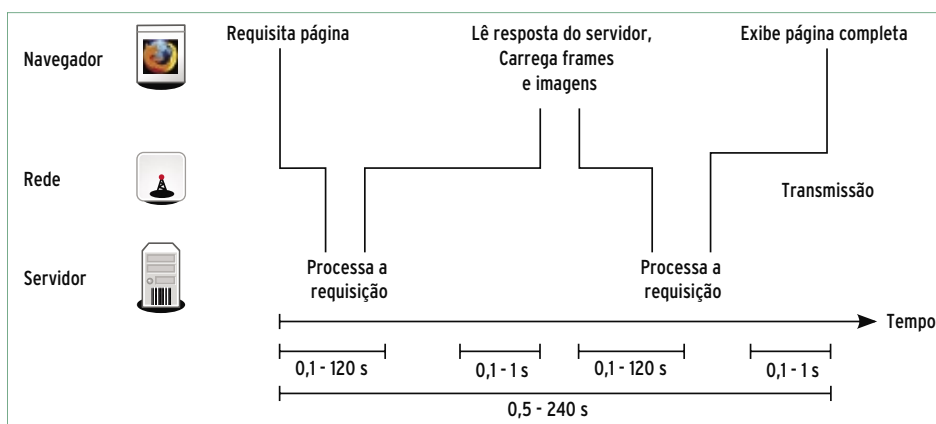 Requisita página
Lê resposta do servidor,
Carrega frames
e imagens
Exibe página completa
Navegador
Rede
Transmissão
Servidor
Processa a
requisição
Processa a
requisição
Tempo
0,1 - 120 s
0,1 - 1 s
0,1 - 120 s
0,1 - 1 s
0,5 - 240 s